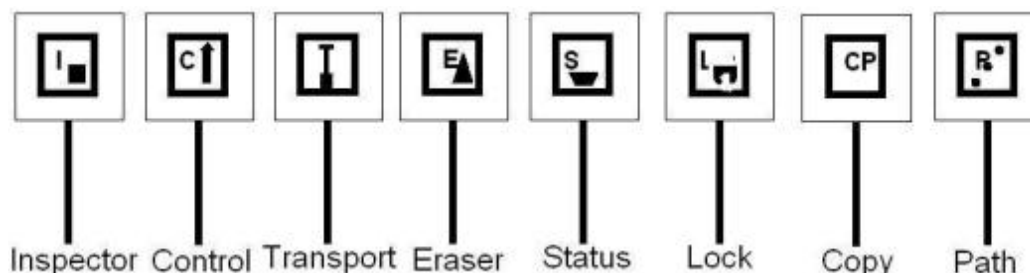 I C T E S L CP P
Inspector Control Transport Eraser Status Lock Copy Path